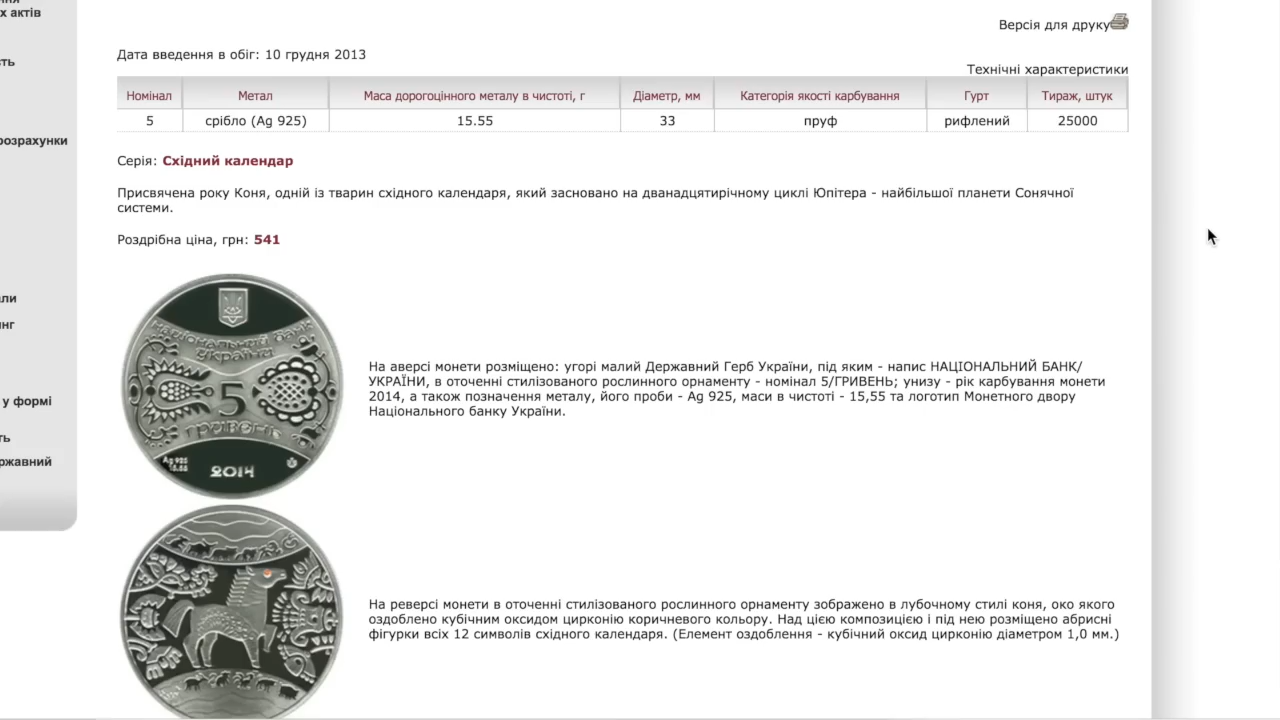 х актів
сть
розрахунки
али
инг
у формі
ть
ржавний
Версія для друку
Дата введення в обіг: 10 грудня 2013
Технічні характеристики
Номінал Метал Маса дорогоцінного металу в чистоті, г Діаметр, мм Категорія якості карбування Гурт Тираж, штук
5 срібло (Ag 925) 15.55 33 пруф рифлений 25000
Серія: Східний календар
Присвячена року Коня, одній із тварин східного календаря, який засновано на дванадцятирічному циклі Юпітера - найбільшої планети Сонячної
системи.
Роздрібна ціна, грн: 541
національний банк
україни
5
гривень
Ag 925
15.55
2014
На аверсі монети розміщено: угорі малий Державний Герб України, під яким - напис НАЦІОНАЛЬНИЙ БАНК/
УКРАЇНИ, в оточенні стилізованого рослинного орнаменту - номінал 5/ГРИВЕНЬ; унизу - рік карбування монети
2014, а також позначення металу, його проби - Ag 925, маси в чистоті - 15,55 та логотип Монетного двору
Національного банку України.
На реверсі монети в оточенні стилізованого рослинного орнаменту зображено в лубочному стилі коня, око якого
оздоблено кубічним оксидом цирконію коричневого кольору. Над цією композицією і під нею розміщено абрисні
фігурки всіх 12 символів східного календаря. (Елемент оздоблення - кубічний оксид цирконію діаметром 1,0 мм.)